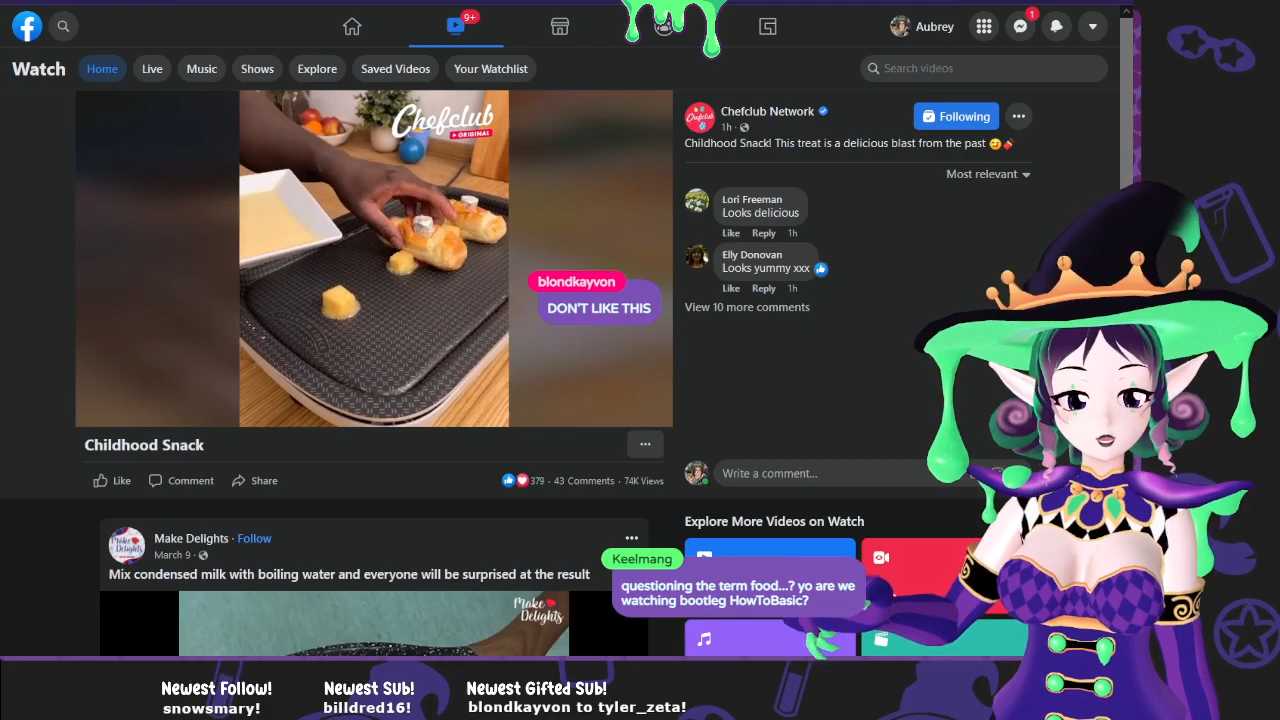 9+
Aubrey
1
Watch
Home
Live
Music
Shows
Explore
Saved Videos
Your Watchlist
Search videos
Chefclub
ORIGINAL
Chefclub
Chefclub Network
Following
1h ·
Childhood Snack! This treat is a delicious blast from the past 😏🍫
Most relevant
Lori Freeman
Looks delicious
Like Reply 1h
Elly Donovan
Looks yummy xxx
Like Reply 1h
View 10 more comments
blondkayvon
DON'T LIKE THIS
Childhood Snack
Like
Comment
Share
379 · 43 Comments · 74K Views
Write a comment...
Explore More Videos on Watch
Make Delights
Make Delights · Follow
March 9 ·
Mix condensed milk with boiling water and everyone will be surprised at the result
Make
Delights
Keelmang
questioning the term food...? yo are we
watching bootleg HowToBasic?
Newest Follow!
snowsmary!
Newest Sub!
billdred16!
Newest Gifted Sub!
blondkayvon to tyler_zeta!